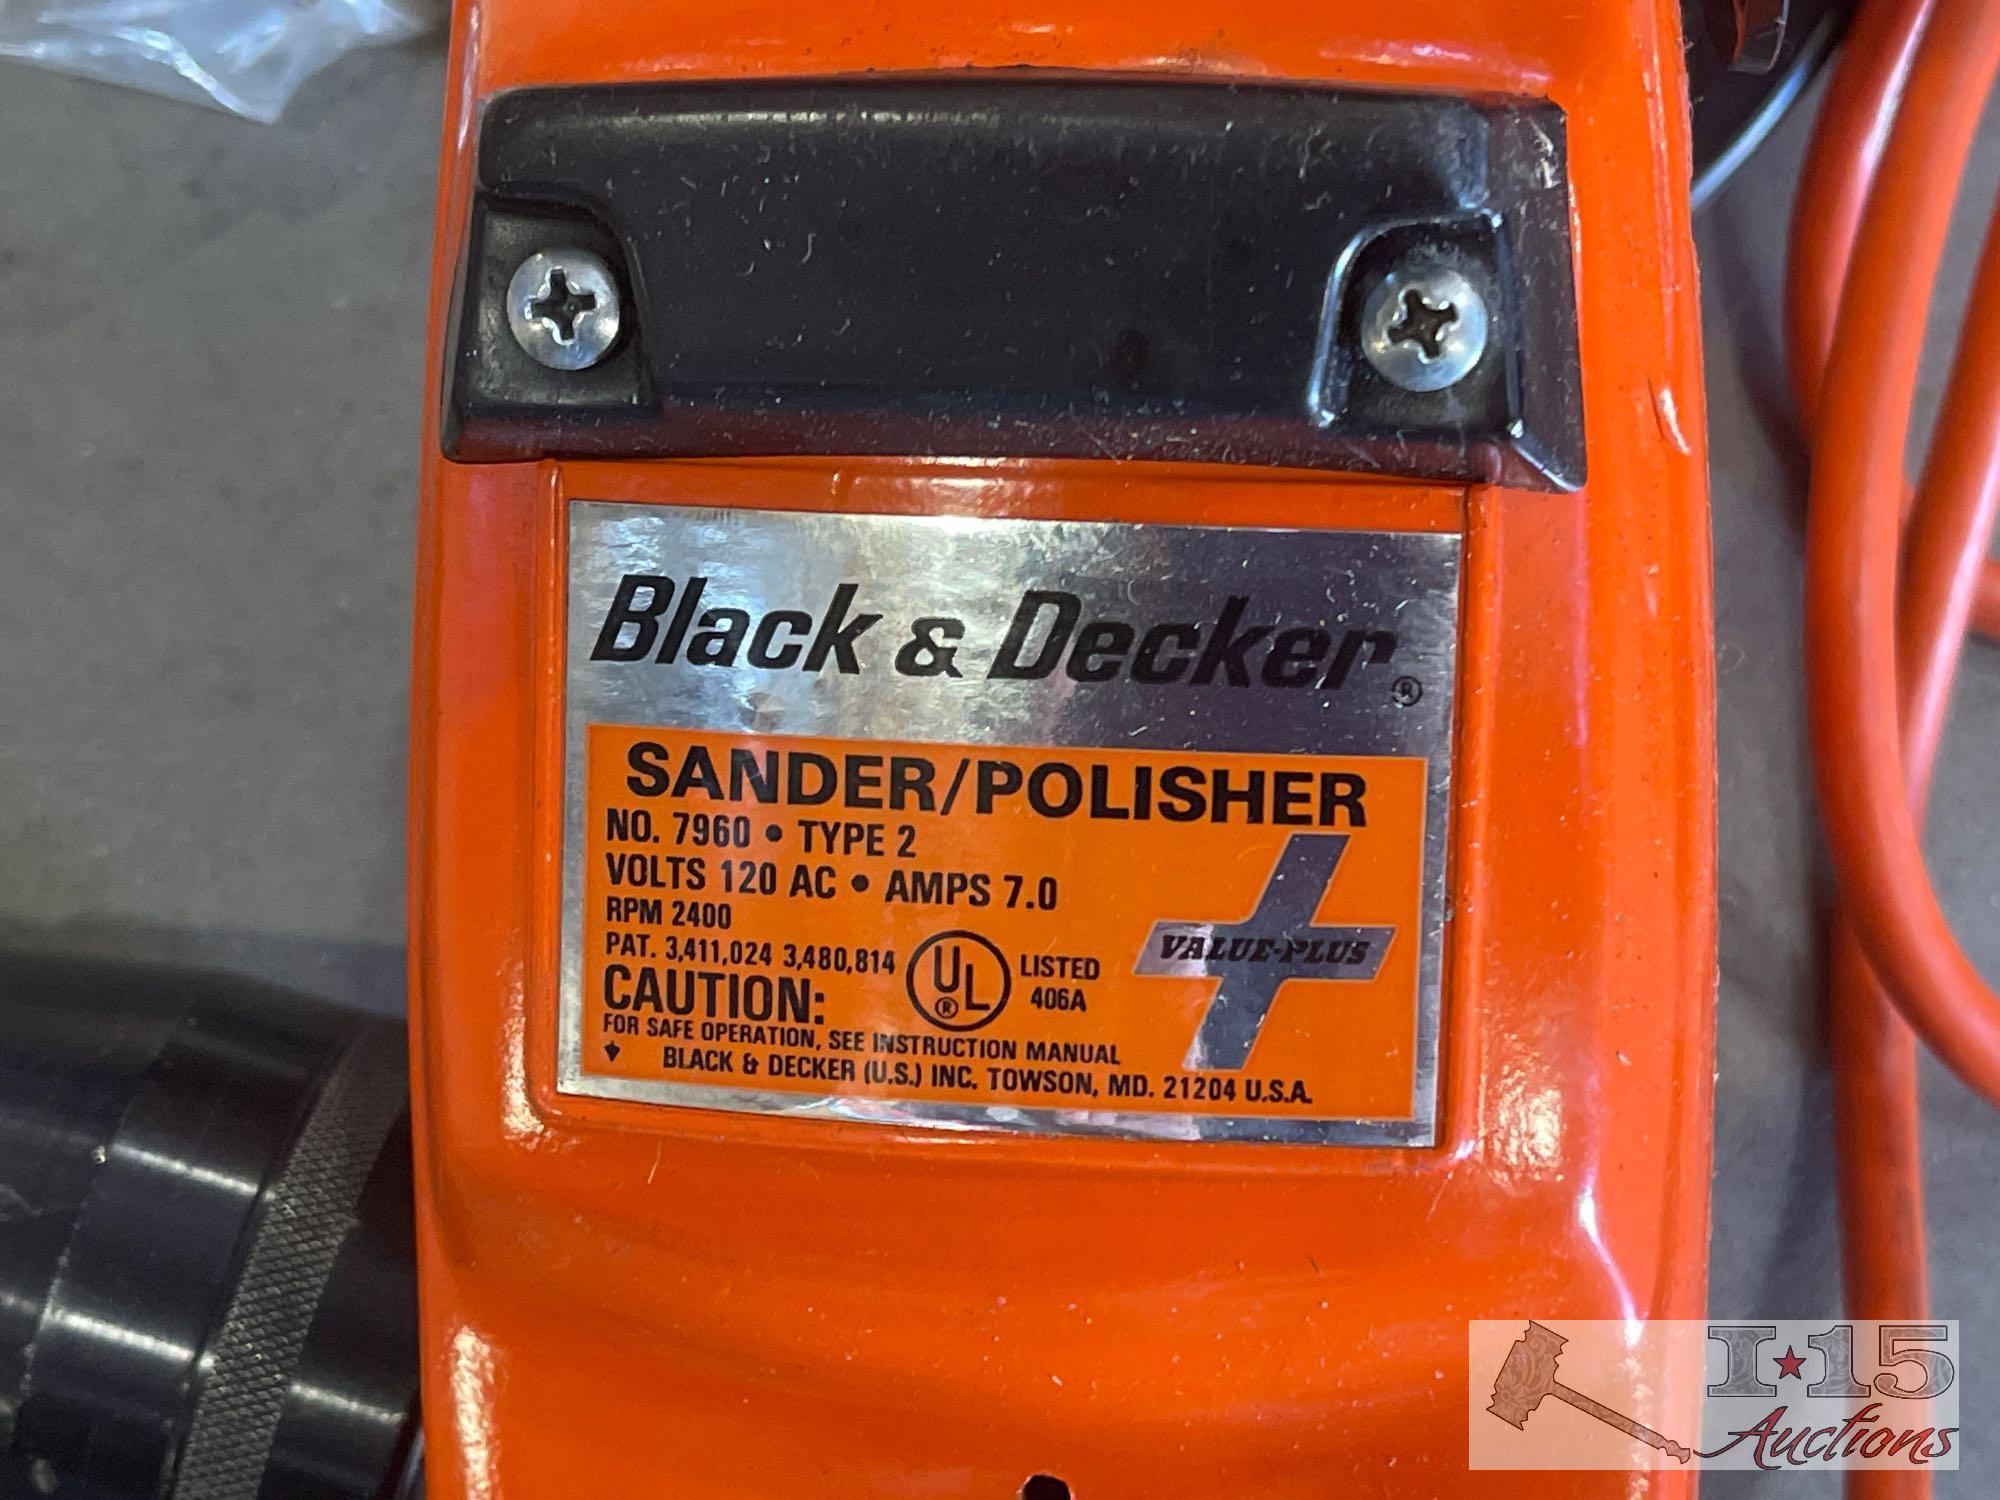 Black & Decker®
SANDER/POLISHER
NO. 7960 • TYPE 2
VOLTS 120 AC • AMPS 7.0
RPM 2400
PAT. 3,411,024 3,480,814
UL® LISTED
406A
VALUE-PLUS
CAUTION:
FOR SAFE OPERATION, SEE INSTRUCTION MANUAL
BLACK & DECKER (U.S.) INC. TOWSON, MD. 21204 U.S.A.
I★15
Auctions